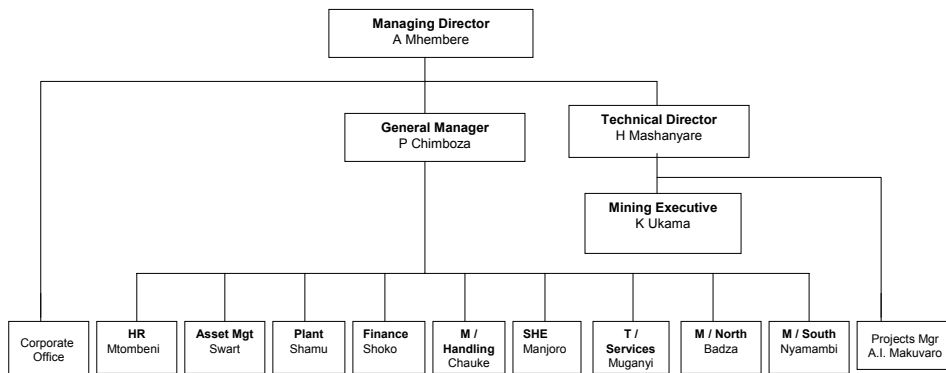 Managing Director
A Mhembere
General Manager
P Chimboza
Technical Director
H Mashanyare
Mining Executive
K Ukama
Corporate
Office
HR
Mtombeni
Asset Mgt
Swart
Plant
Shamu
Finance
Shoko
M /
Handling
Chauke
SHE
Manjoro
T /
Services
Muganyi
M / North
Badza
M / South
Nyamambi
Projects Mgr
A.I. Makuvaro